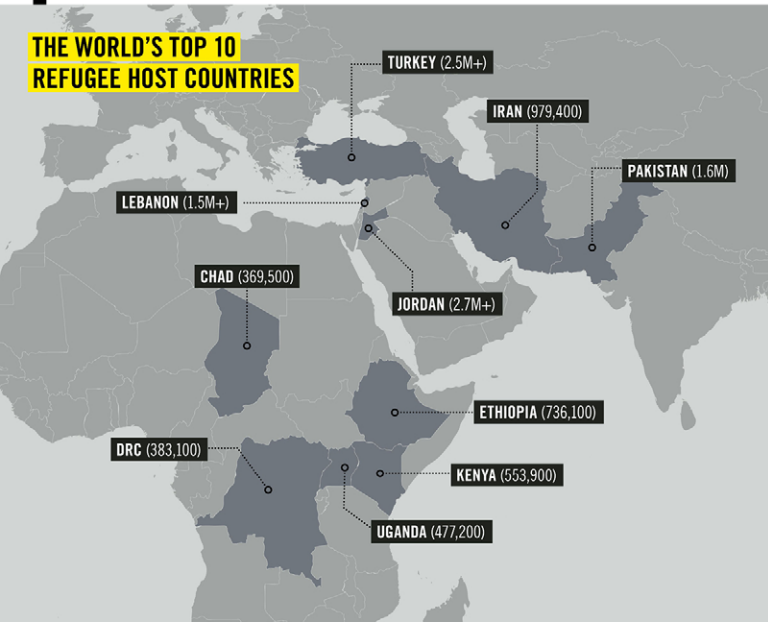 THE WORLD'S TOP 10
REFUGEE HOST COUNTRIES
TURKEY (2.5M+)
IRAN (979,400)
PAKISTAN (1.6M)
LEBANON (1.5M+)
CHAD (369,500)
JORDAN (2.7M+)
ETHIOPIA (736,100)
DRC (383,100)
KENYA (553,900)
UGANDA (477,200)